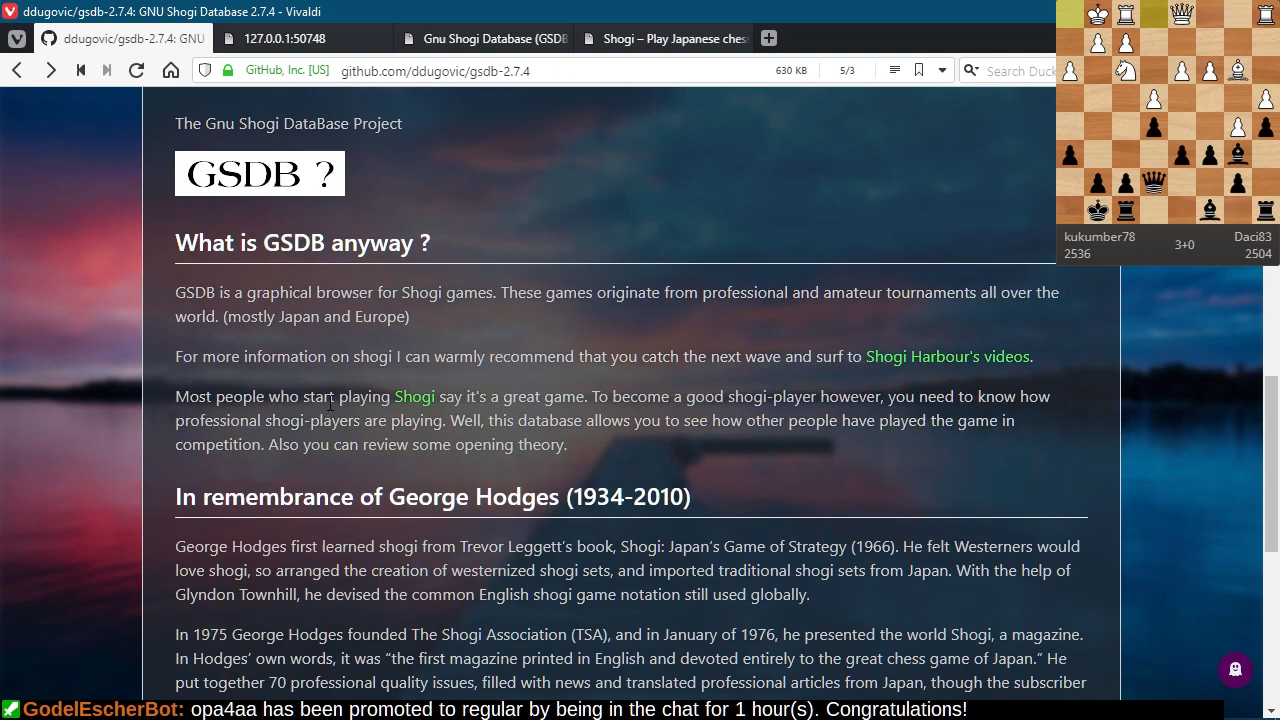 ddugovic/gsdb-2.7.4: GNU Shogi Database 2.7.4 - Vivaldi
ddugovic/gsdb-2.7.4: GNU
127.0.0.1:50748
Gnu Shogi Database (GSDB
Shogi – Play Japanese ches
GitHub, Inc. [US]
github.com/ddugovic/gsdb-2.7.4
630 KB
5/3
Search Duck
kukumber78
2536
3+0
Daci83
2504
The Gnu Shogi DataBase Project
GSDB ?
What is GSDB anyway ?
GSDB is a graphical browser for Shogi games. These games originate from professional and amateur tournaments all over the
world. (mostly Japan and Europe)
For more information on shogi I can warmly recommend that you catch the next wave and surf to Shogi Harbour's videos.
Most people who start playing Shogi say it's a great game. To become a good shogi-player however, you need to know how
professional shogi-players are playing. Well, this database allows you to see how other people have played the game in
competition. Also you can review some opening theory.
In remembrance of George Hodges (1934-2010)
George Hodges first learned shogi from Trevor Leggett’s book, Shogi: Japan’s Game of Strategy (1966). He felt Westerners would
love shogi, so arranged the creation of westernized shogi sets, and imported traditional shogi sets from Japan. With the help of
Glyndon Townhill, he devised the common English shogi game notation still used globally.
In 1975 George Hodges founded The Shogi Association (TSA), and in January of 1976, he presented the world Shogi, a magazine.
In Hodges’ own words, it was “the first magazine printed in English and devoted entirely to the great chess game of Japan.” He
put together 70 professional quality issues, filled with news and translated professional articles from Japan, though the subscriber
GodelEscherBot: opa4aa has been promoted to regular by being in the chat for 1 hour(s). Congratulations!